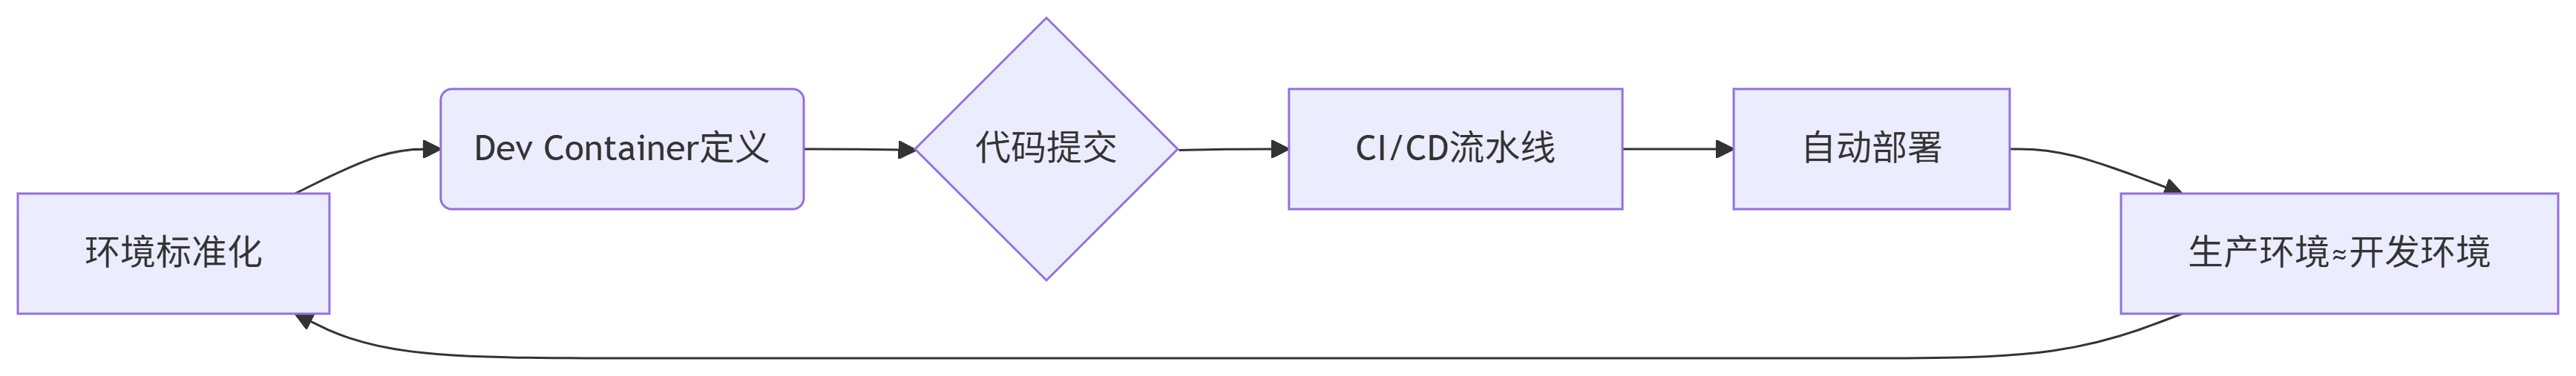 环境标准化
Dev Container定义
代码提交
CI/CD流水线
自动部署
生产环境≈开发环境